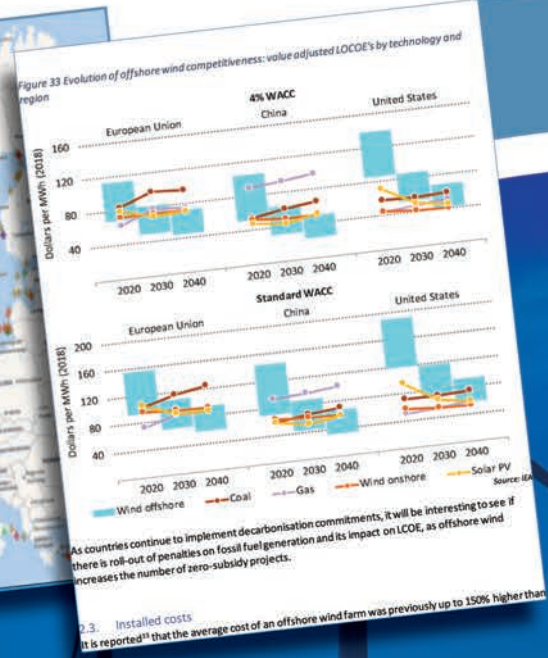 Figure 33 Evolution of offshore wind competitiveness: value adjusted LOCOE's by technology and
region
4% WACC
European Union
China
United States
Dollars per MWh (2018)
160
120
80
40
2020 2030 2040
2020 2030 2040
2020 2030 2040
Standard WACC
European Union
China
United States
Dollars per MWh (2018)
200
160
120
80
40
2020 2030 2040
2020 2030 2040
2020 2030 2040
Wind offshore
Coal
Gas
Wind onshore
Solar PV
Source: IEA
As countries continue to implement decarbonisation commitments, it will be interesting to see if
there is roll-out of penalties on fossil fuel generation and its impact on LCOE, as offshore wind
increases the number of zero-subsidy projects.
2.3. Installed costs
It is reported³³ that the average cost of an offshore wind farm was previously up to 150% higher than